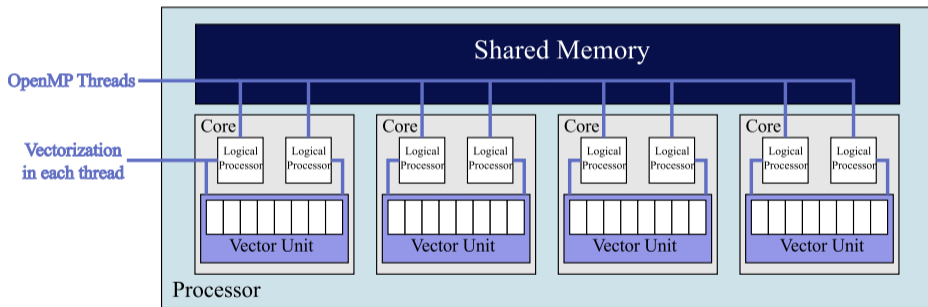 Shared Memory
OpenMP Threads
Core
Core
Core
Core
Logical
Processor
Logical
Processor
Logical
Processor
Logical
Processor
Logical
Processor
Logical
Processor
Logical
Processor
Logical
Processor
Vectorization
in each thread
Vector Unit
Vector Unit
Vector Unit
Vector Unit
Processor